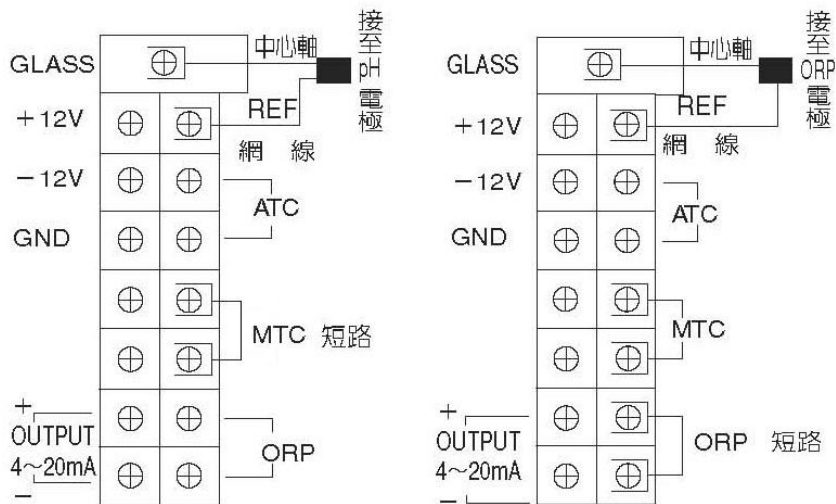 GLASS
中心軸
接至pH電極
+12V
REF
網線
-12V
ATC
GND
MTC 短路
+
OUTPUT
4~20mA
-
ORP
GLASS
中心軸
接至ORP電極
+12V
REF
網線
-12V
ATC
GND
MTC
+
OUTPUT
4~20mA
-
ORP 短路